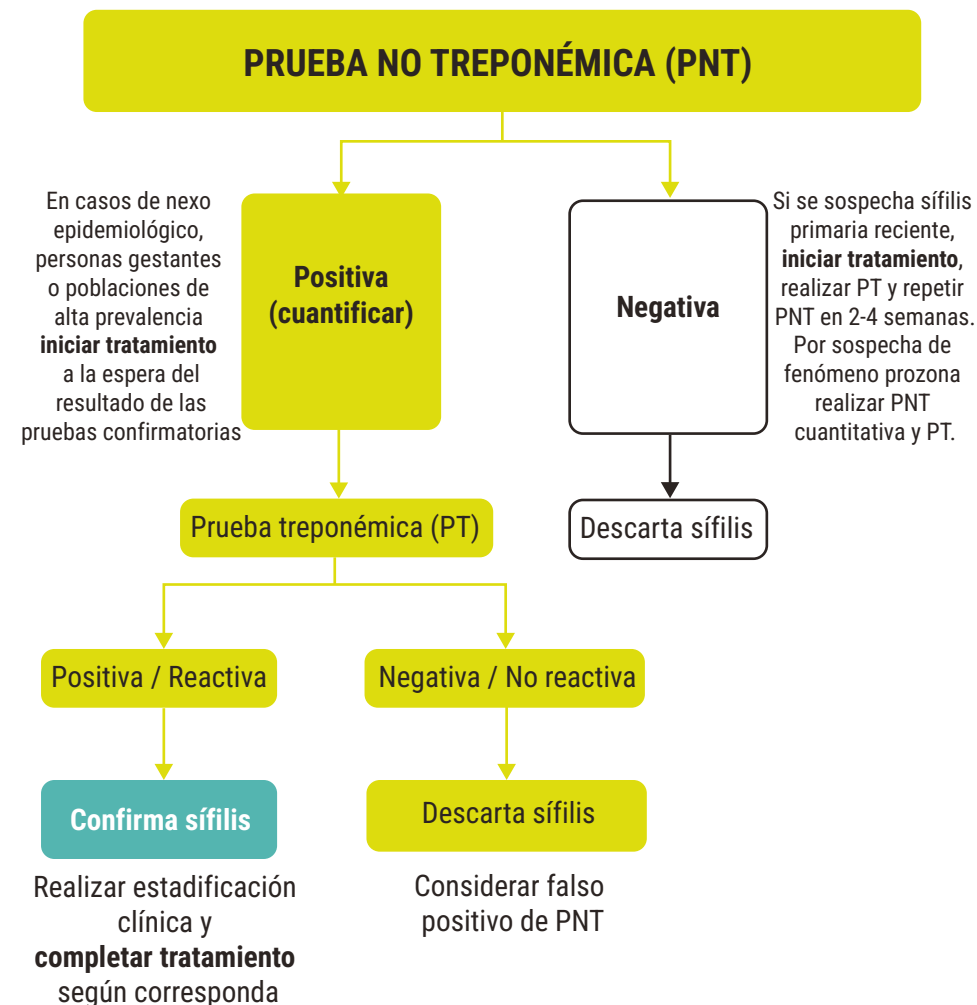 PRUEBA NO TREPONÉMICA (PNT)
En casos de nexo
epidemiológico,
personas gestantes
o poblaciones de
alta prevalencia
iniciar tratamiento
a la espera del
resultado de las
pruebas confirmatorias
Positiva
(cuantificar)
Negativa
Si se sospecha sífilis
primaria reciente,
iniciar tratamiento,
realizar PT y repetir
PNT en 2-4 semanas.
Por sospecha de
fenómeno prozona
realizar PNT
cuantitativa y PT.
Prueba treponémica (PT)
Descarta sífilis
Positiva / Reactiva
Negativa / No reactiva
Confirma sífilis
Descarta sífilis
Realizar estadificación
clínica y
completar tratamiento
según corresponda
Considerar falso
positivo de PNT